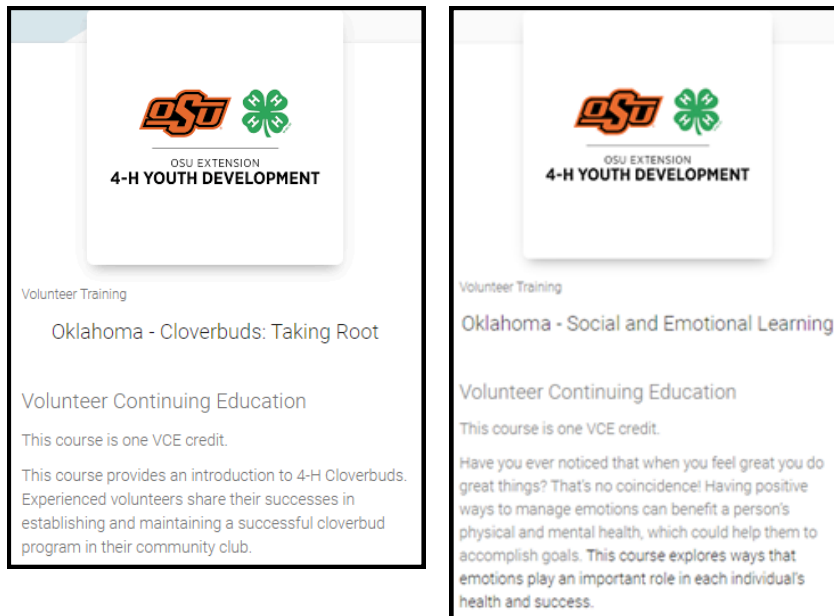 OSU
H H
H H
OSU EXTENSION
4-H YOUTH DEVELOPMENT
Volunteer Training
Oklahoma - Cloverbuds: Taking Root
Volunteer Continuing Education
This course is one VCE credit.
This course provides an introduction to 4-H Cloverbuds.
Experienced volunteers share their successes in
establishing and maintaining a successful cloverbud
program in their community club.
OSU
H H
H H
OSU EXTENSION
4-H YOUTH DEVELOPMENT
Volunteer Training
Oklahoma - Social and Emotional Learning
Volunteer Continuing Education
This course is one VCE credit.
Have you ever noticed that when you feel great you do
great things? That's no coincidence! Having positive
ways to manage emotions can benefit a person's
physical and mental health, which could help them to
accomplish goals. This course explores ways that
emotions play an important role in each individual's
health and success.